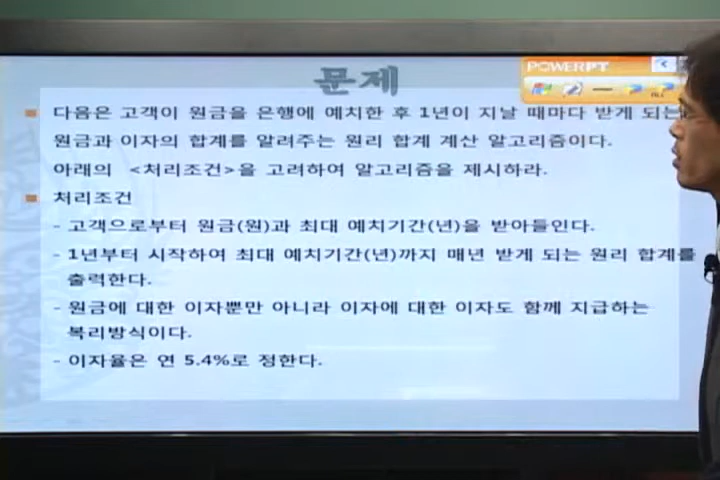 문제
POWERPT
다음은 고객이 원금을 은행에 예치한 후 1년이 지날 때마다 받게 되는
원금과 이자의 합계를 알려주는 원리 합계 계산 알고리즘이다.
아래의 <처리조건>을 고려하여 알고리즘을 제시하라.
처리조건
- 고객으로부터 원금(원)과 최대 예치기간(년)을 받아들인다.
- 1년부터 시작하여 최대 예치기간(년)까지 매년 받게 되는 원리 합계를
출력한다.
- 원금에 대한 이자뿐만 아니라 이자에 대한 이자도 함께 지급하는
복리방식이다.
- 이자율은 연 5.4%로 정한다.